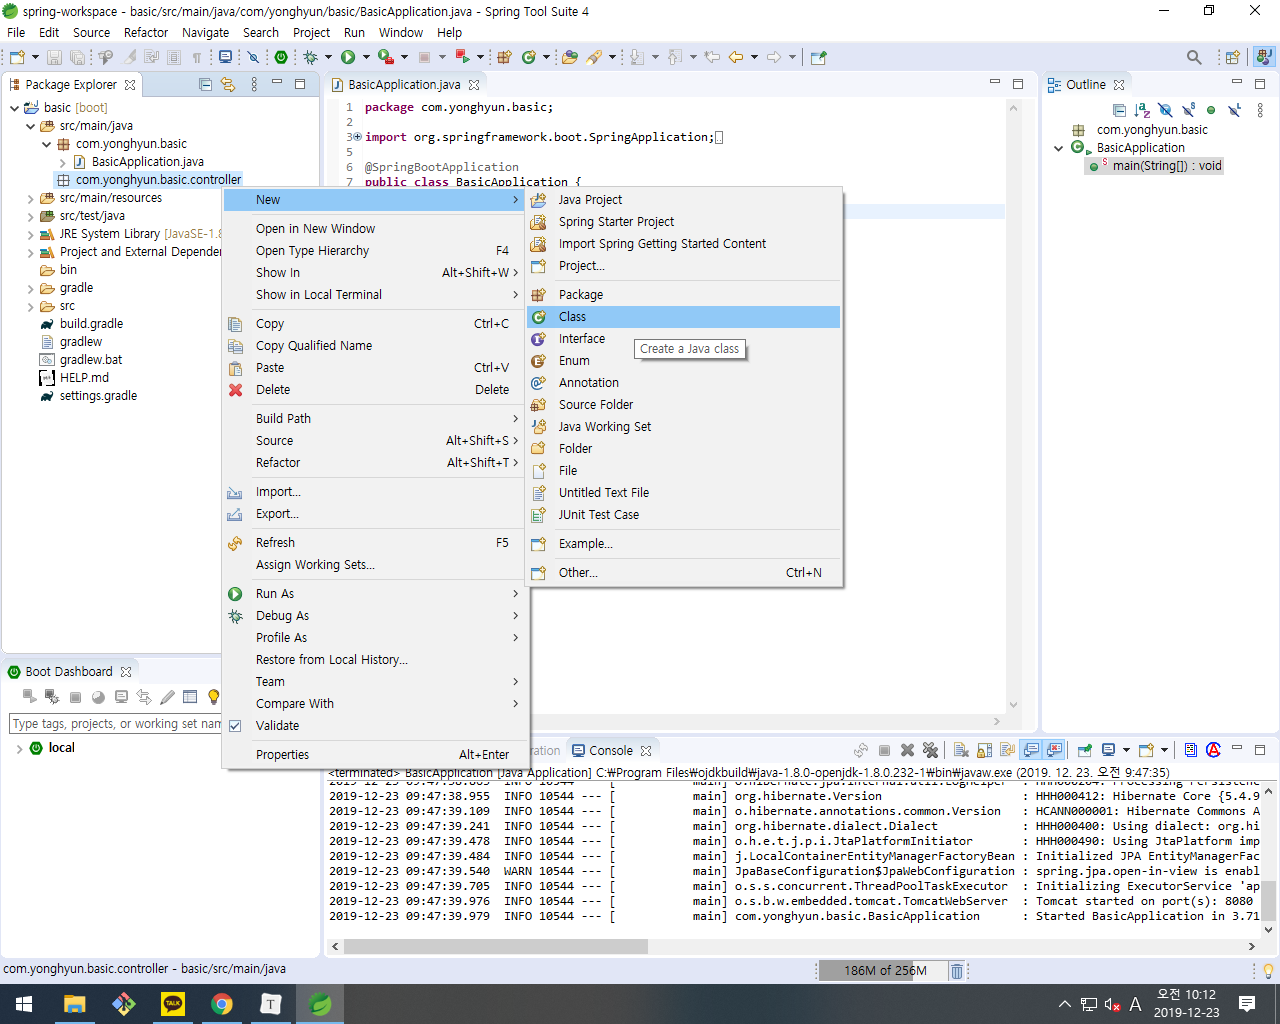 spring-workspace - basic/src/main/java/com/yonghyun/basic/BasicApplication.java - Spring Tool Suite 4
File Edit Source Refactor Navigate Search Project Run Window Help
Package Explorer
basic [boot]
src/main/java
com.yonghyun.basic
BasicApplication.java
com.yonghyun.basic.controller
src/main/resources
src/test/java
JRE System Library [JavaSE-1.8
Project and External Depender
bin
gradle
src
build.gradle
gradlew
gradlew.bat
HELP.md
settings.gradle
BasicApplication.java
1 package com.yonghyun.basic;
2
3 import org.springframework.boot.SpringApplication;
5
6 @SpringBootApplication
7 public class BasicApplication {
Outline
com.yonghyun.basic
BasicApplication
main(String[]) : void
New
Open in New Window
Open Type Hierarchy F4
Show In Alt+Shift+W
Show in Local Terminal
Copy Ctrl+C
Copy Qualified Name
Paste Ctrl+V
Delete Delete
Build Path
Source Alt+Shift+S
Refactor Alt+Shift+T
Import...
Export...
Refresh F5
Assign Working Sets...
Run As
Debug As
Profile As
Restore from Local History...
Team
Compare With
Validate
Properties Alt+Enter
Java Project
Spring Starter Project
Import Spring Getting Started Content
Project...
Package
Class
Interface
Create a Java class
Enum
Annotation
Source Folder
Java Working Set
Folder
File
Untitled Text File
JUnit Test Case
Example...
Other... Ctrl+N
Boot Dashboard
Type tags, projects, or working set nam
local
ration
Console
<terminated> BasicApplication [Java Application] C:₩Program Files₩ojdkbuild₩java-1.8.0-openjdk-1.8.0.232-1₩bin₩javaw.exe (2019. 12. 23. 오전 9:47:35)
2019-12-23 09:47:38.955 INFO 10544 --- [ main] org.hibernate.Version : HHH000412: Hibernate Core {5.4.9
2019-12-23 09:47:39.109 INFO 10544 --- [ main] o.hibernate.annotations.common.Version : HCANN000001: Hibernate Commons A
2019-12-23 09:47:39.241 INFO 10544 --- [ main] org.hibernate.dialect.Dialect : HHH000400: Using dialect: org.hi
2019-12-23 09:47:39.478 INFO 10544 --- [ main] o.h.e.t.j.p.i.JtaPlatformInitiator : HHH000490: Using JtaPlatform imp
2019-12-23 09:47:39.484 INFO 10544 --- [ main] j.LocalContainerEntityManagerFactoryBean : Initialized JPA EntityManagerFac
2019-12-23 09:47:39.540 WARN 10544 --- [ main] JpaBaseConfiguration$JpaWebConfiguration : spring.jpa.open-in-view is enabl
2019-12-23 09:47:39.705 INFO 10544 --- [ main] o.s.s.concurrent.ThreadPoolTaskExecutor : Initializing ExecutorService 'ap
2019-12-23 09:47:39.976 INFO 10544 --- [ main] o.s.b.w.embedded.tomcat.TomcatWebServer : Tomcat started on port(s): 8080
2019-12-23 09:47:39.979 INFO 10544 --- [ main] com.yonghyun.basic.BasicApplication : Started BasicApplication in 3.71
com.yonghyun.basic.controller - basic/src/main/java
186M of 256M
TALK
T
A
오전 10:12
2019-12-23